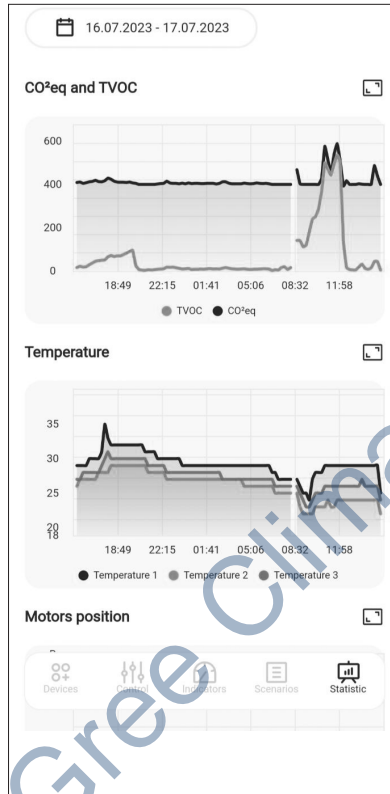 16.07.2023 - 17.07.2023
CO²eq and TVOC
600
400
200
0
18:49 22:15 01:41 05:06 08:32 11:58
TVOC CO²eq
Temperature
35
30
25
20
18
18:49 22:15 01:41 05:06 08:32 11:58
Temperature 1 Temperature 2 Temperature 3
Motors position
Devices Control Indicators Scenarios Statistic
Gree Clima